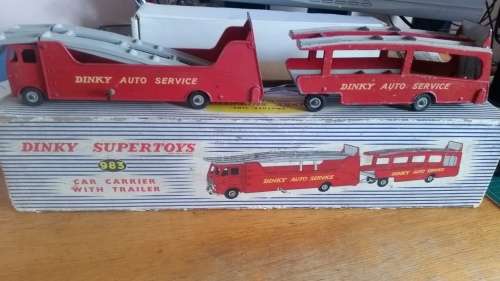 DINKY AUTO SERVICE
DINKY AUTO SERVICE
DINKY SUPERTOYS
983
CAR CARRIER
WITH TRAILER
DINKY AUTO SERVICE
DINKY AUTO SERVICE